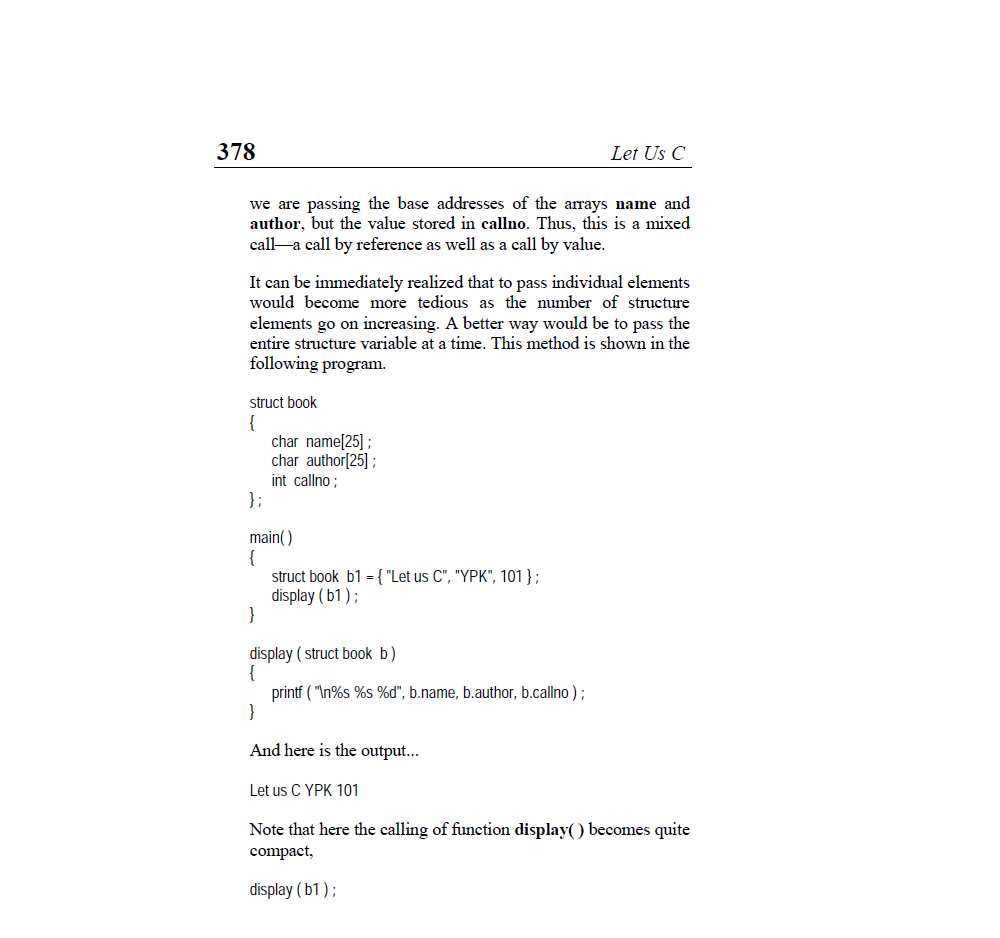 378 Let Us C
we are passing the base addresses of the arrays name and
author, but the value stored in callno. Thus, this is a mixed
call—a call by reference as well as a call by value.
It can be immediately realized that to pass individual elements
would become more tedious as the number of structure
elements go on increasing. A better way would be to pass the
entire structure variable at a time. This method is shown in the
following program.
struct book
{
char name[25] ;
char author[25] ;
int callno ;
} ;
main( )
{
struct book b1 = { "Let us C", "YPK", 101 } ;
display ( b1 ) ;
}
display ( struct book b )
{
printf ( "\n%s %s %d", b.name, b.author, b.callno ) ;
}
And here is the output...
Let us C YPK 101
Note that here the calling of function display( ) becomes quite
compact,
display ( b1 ) ;